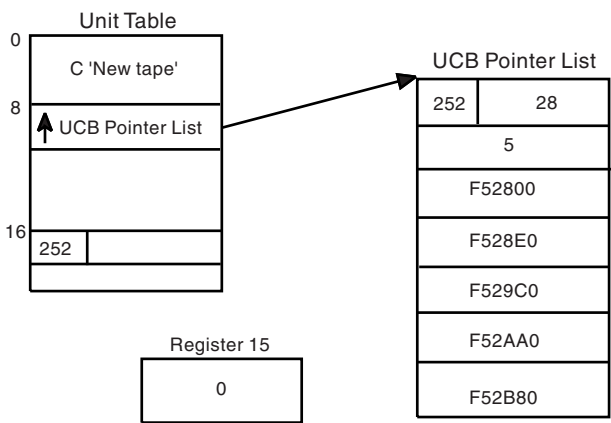 Unit Table
0
C 'New tape'
8
UCB Pointer List
16
252
UCB Pointer List
252 28
5
F52800
F528E0
F529C0
F52AA0
F52B80
Register 15
0